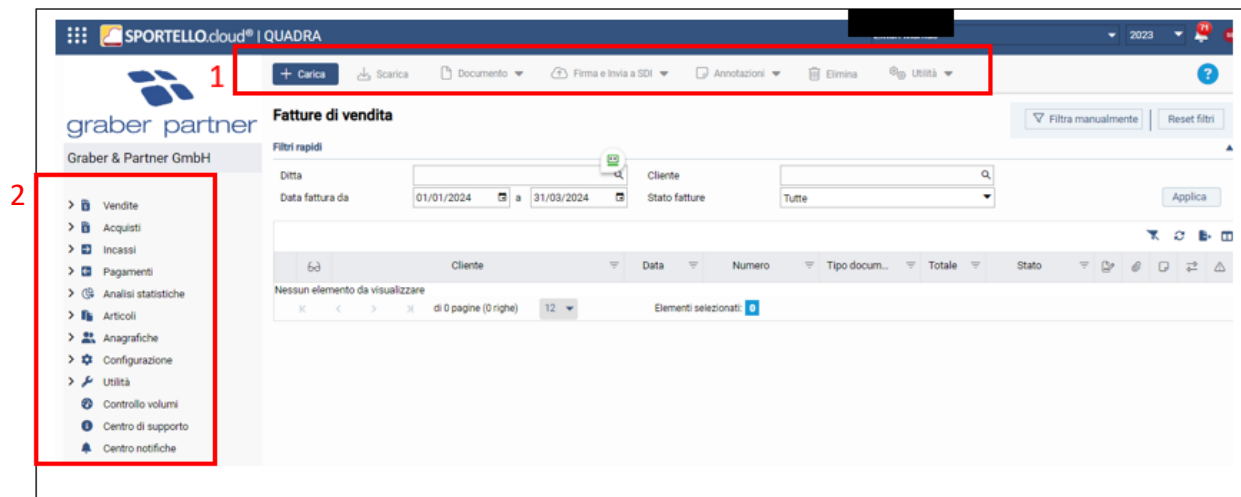 SPORTELLO.cloud® | QUADRA
2023
71
1
Carica Scarica Documento Firma e Invia a SDI Annotazioni Elimina Utilità ?
graber partner
Graber & Partner GmbH
Fatture di vendita
Filtra manualmente Reset filtri
Filtri rapidi
Ditta Cliente
Data fattura da 01/01/2024 a 31/03/2024 Stato fatture Tutte Applica
2
Vendite
Acquisti
Incassi
Pagamenti
Analisi statistiche
Articoli
Anagrafiche
Configurazione
Utilità
Controllo volumi
Centro di supporto
Centro notifiche
Cliente Data Numero Tipo docum... Totale Stato
Nessun elemento da visualizzare
di 0 pagine (0 righe) 12 Elementi selezionati: 0